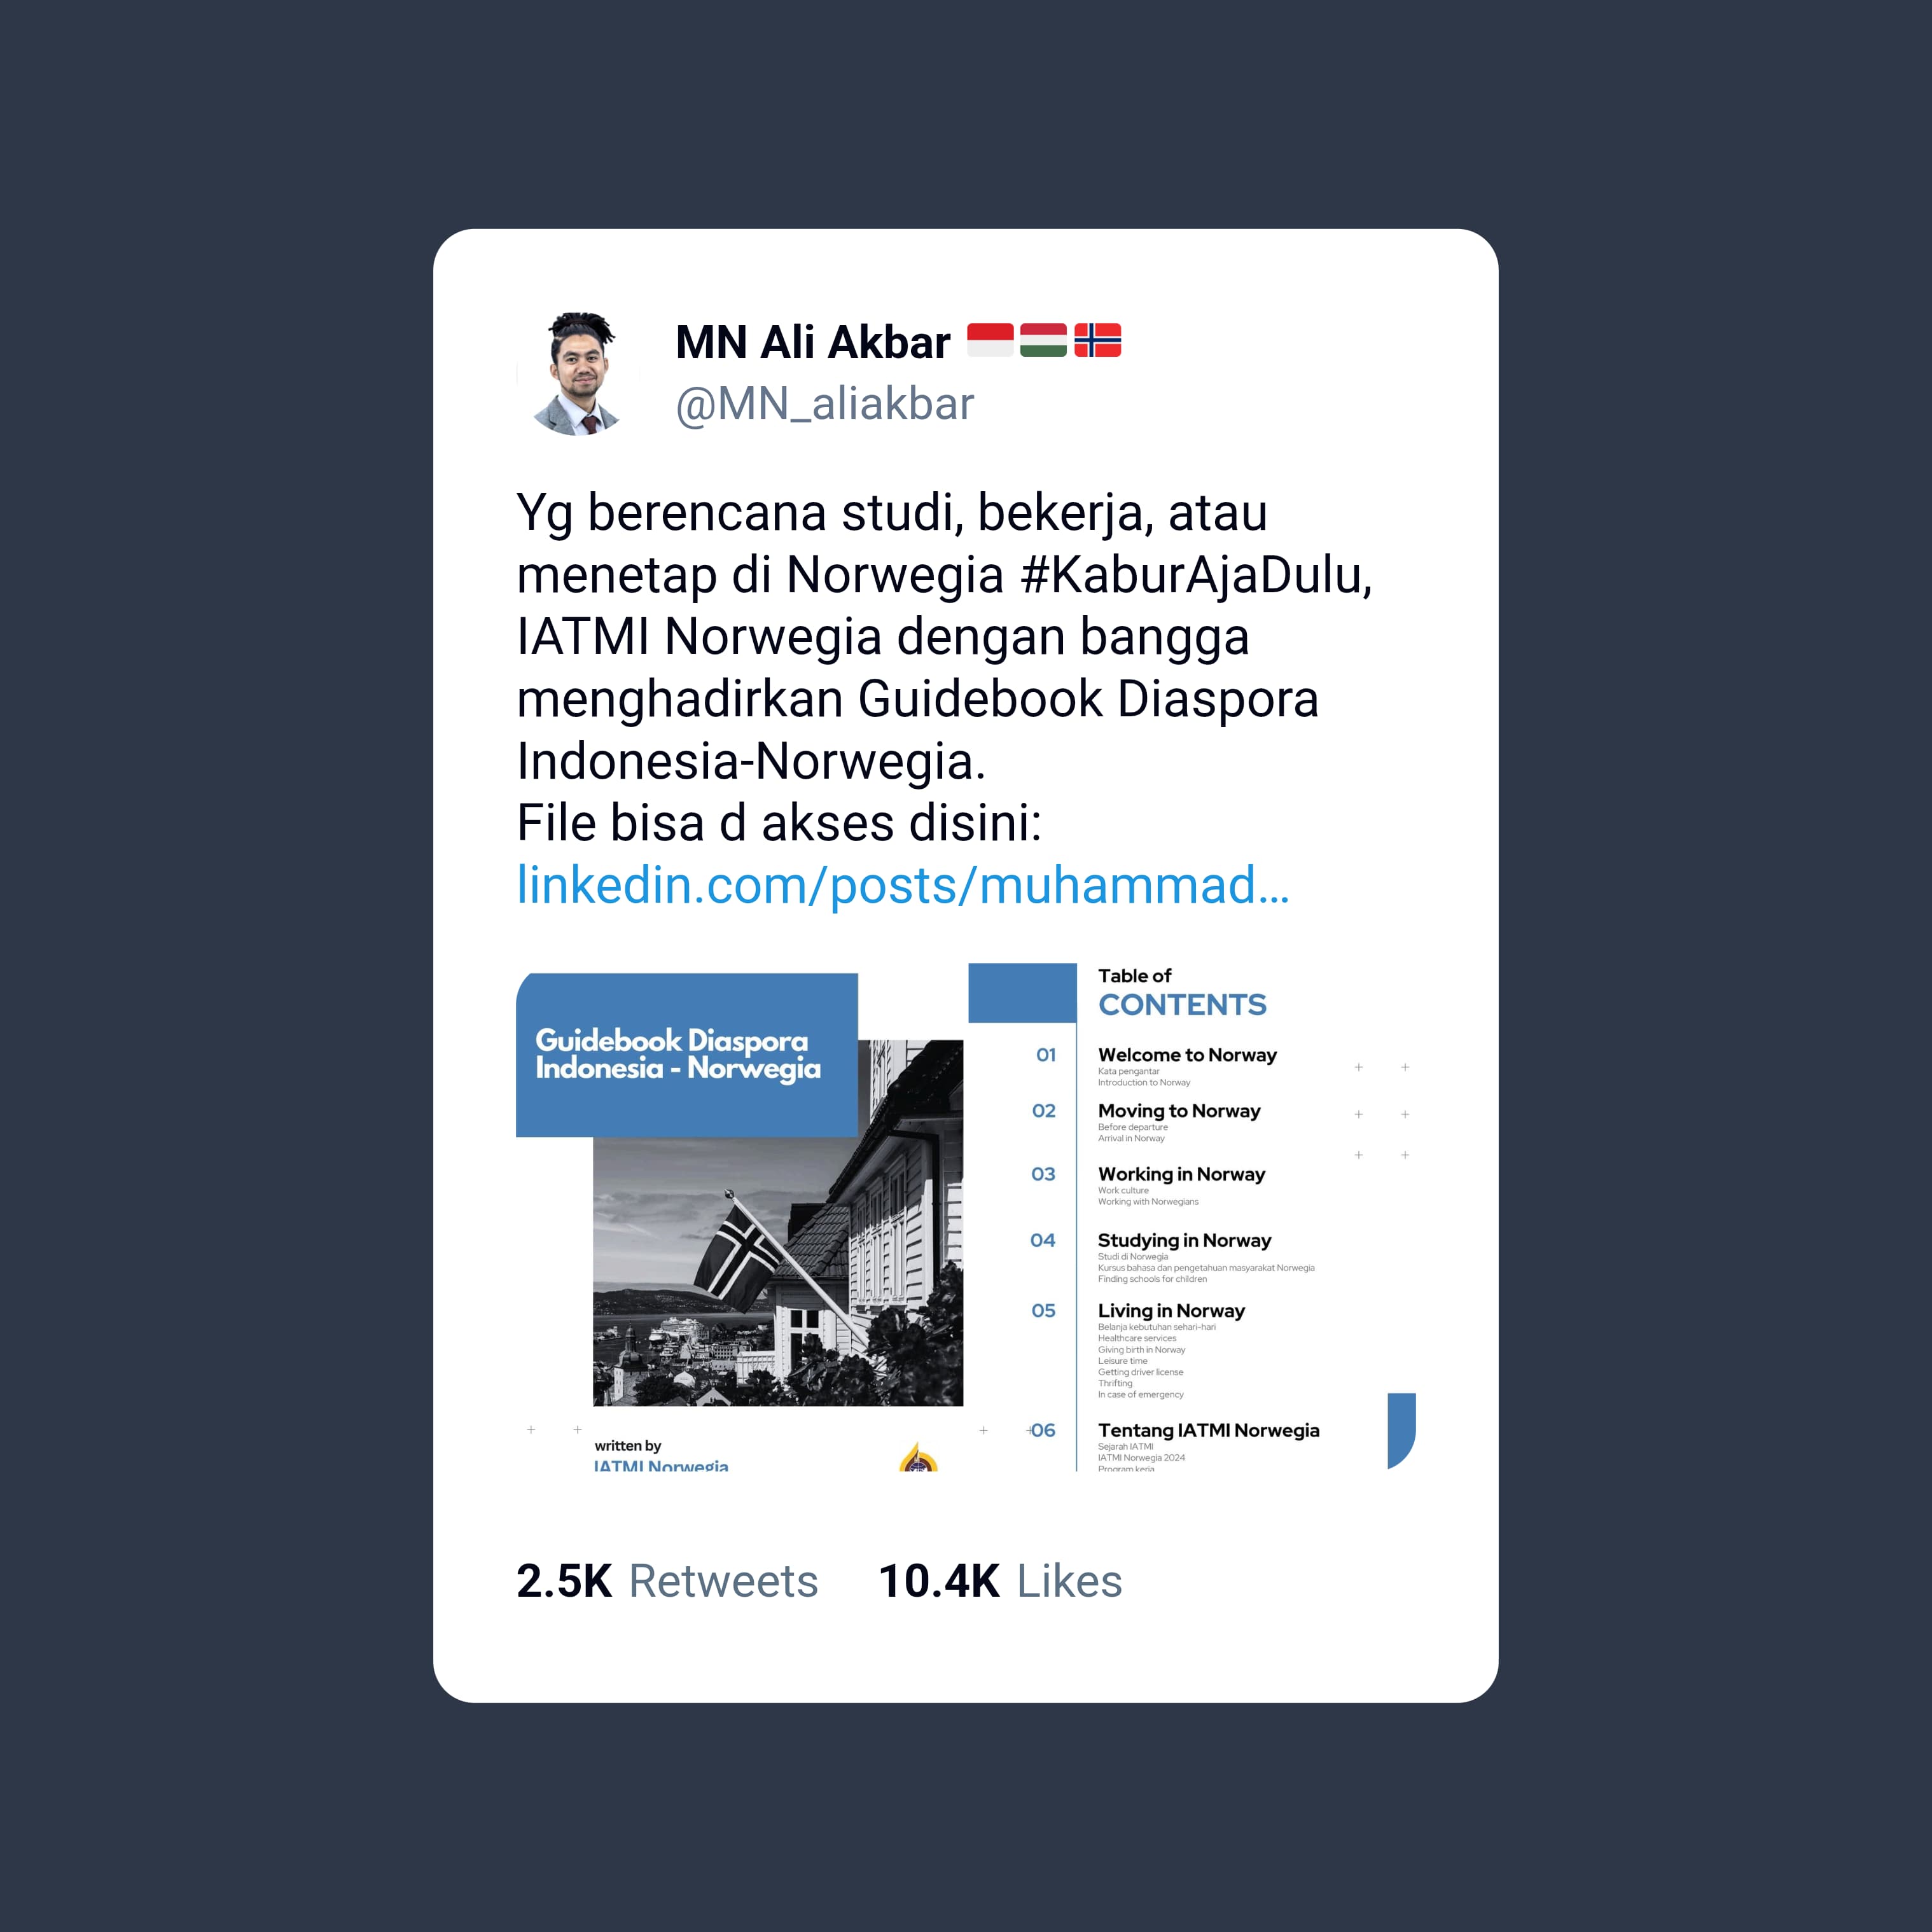 MN Ali Akbar 🇮🇩🇭🇺🇳🇴
@MN_aliakbar
Yg berencana studi, bekerja, atau
menetap di Norwegia #KaburAjaDulu,
IATMI Norwegia dengan bangga
menghadirkan Guidebook Diaspora
Indonesia-Norwegia.
File bisa d akses disini:
linkedin.com/posts/muhammad…
Guidebook Diaspora
Indonesia - Norwegia
written by
IATMI Norwegia
Table of
CONTENTS
01 Welcome to Norway
Kata pengantar
Introduction to Norway
02 Moving to Norway
Before departure
Arrival in Norway
03 Working in Norway
Work culture
Working with Norwegians
04 Studying in Norway
Studi di Norwegia
Kursus bahasa dan pengetahuan masyarakat Norwegia
Finding schools for children
05 Living in Norway
Belanja kebutuhan sehari-hari
Healthcare services
Giving birth in Norway
Leisure time
Getting driver license
Thrifting
In case of emergency
06 Tentang IATMI Norwegia
Sejarah IATMI
IATMI Norwegia 2024
Program kerja
2.5K Retweets 10.4K Likes